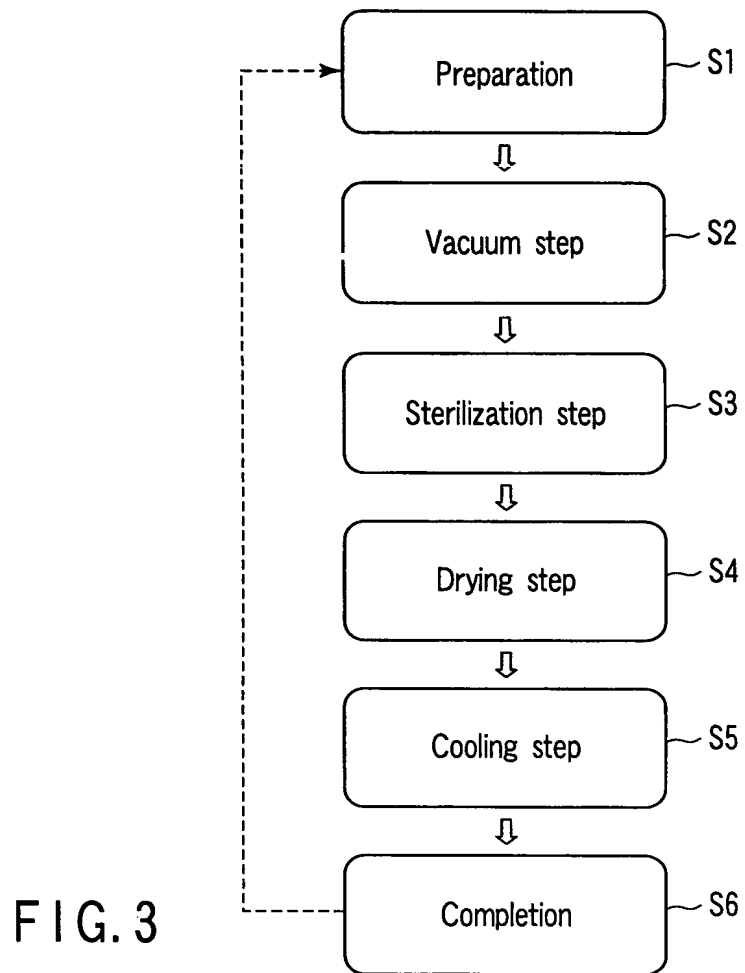 Preparation
S1
Vacuum step
S2
Sterilization step
S3
Drying step
S4
Cooling step
S5
Completion
S6
FIG. 3